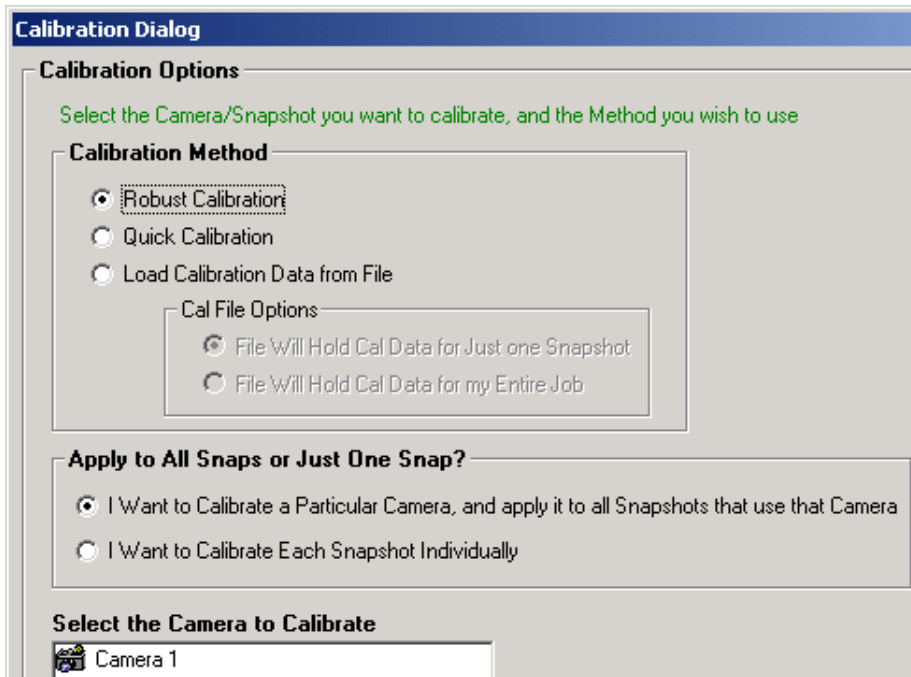 Calibration Dialog
Calibration Options
Select the Camera/Snapshot you want to calibrate, and the Method you wish to use
Calibration Method
Robust Calibration
Quick Calibration
Load Calibration Data from File
Cal File Options
File Will Hold Cal Data for Just one Snapshot
File Will Hold Cal Data for my Entire Job
Apply to All Snaps or Just One Snap?
I Want to Calibrate a Particular Camera, and apply it to all Snapshots that use that Camera
I Want to Calibrate Each Snapshot Individually
Select the Camera to Calibrate
Camera 1